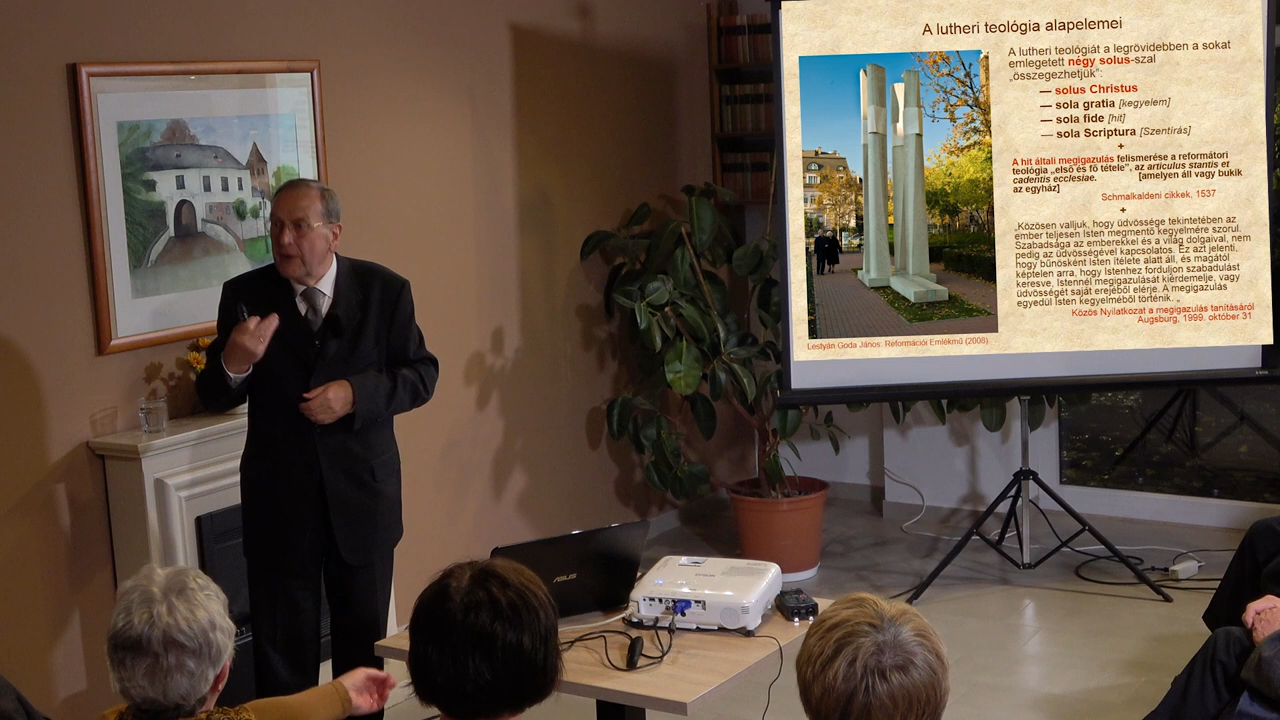 A lutheri teológia alapelemei
A lutheri teológiát a legrövidebben a sokat
emlegetett négy solus-szal
„összegezhetjük":
— solus Christus
— sola gratia [kegyelem]
— sola fide [hit]
— sola Scriptura [Szentírás]
+
A hit általi megigazulás felismerése a reformátori
teológia „első és fő tétele", az articulus stantis et
cadentis ecclesiae. [amelyen áll vagy bukik
az egyház]
Schmalkaldeni cikkek, 1537
+
„Közösen valljuk, hogy üdvössége tekintetében az
ember teljesen Isten megmentő kegyelmére szorul.
Szabadsága az emberekkel és a világ dolgaival, nem
pedig az üdvösségével kapcsolatos. Ez azt jelenti,
hogy bűnösként Isten ítélete alatt áll, és magától
képtelen arra, hogy Istenhez forduljon szabadulást
keresve, Istennél megigazulását kiérdemelje, vagy
üdvösségét saját erejéből elérje. A megigazulás
egyedül Isten kegyelméből történik. „
Közös Nyilatkozat a megigazulás tanításáról
Augsburg, 1999. október 31
Lestyán Goda János: Reformációi Emlékmű (2008)
ASUS